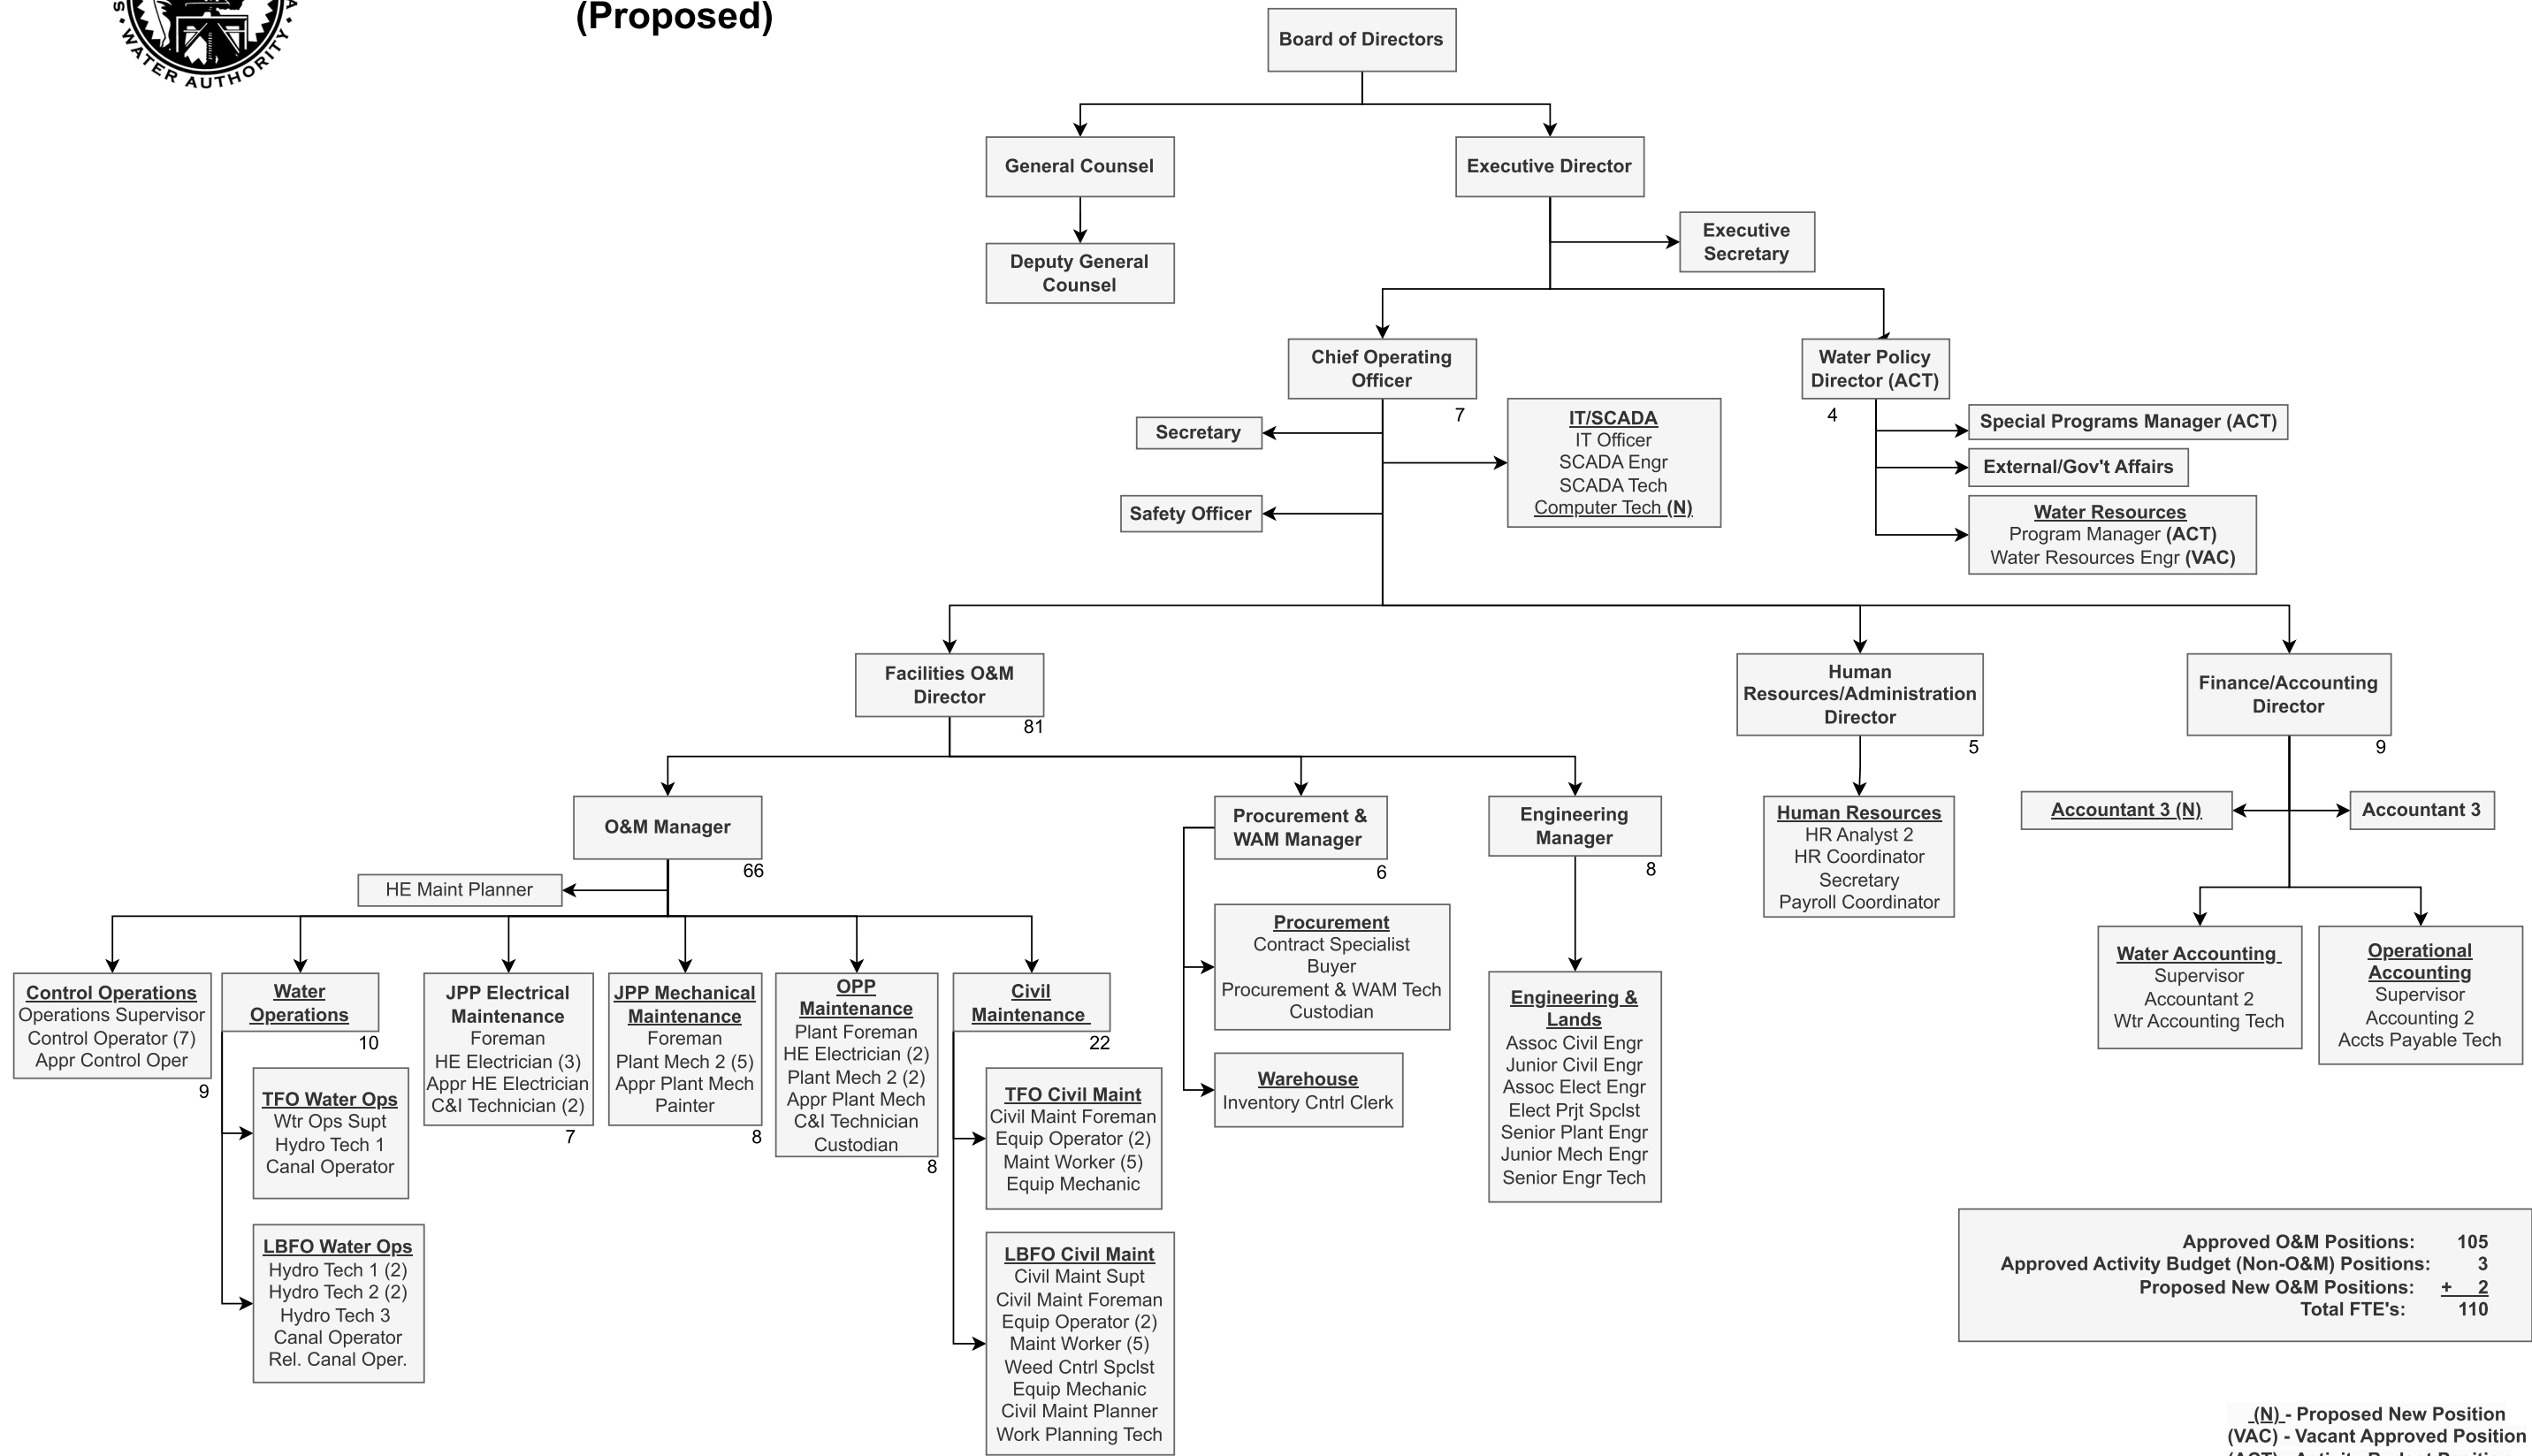 WATER AUTHORITY
(Proposed)
Board of Directors
General Counsel
Executive Director
Executive
Secretary
Deputy General
Counsel
Chief Operating
Officer
7
Water Policy
Director (ACT)
4
Secretary
Safety Officer
IT/SCADA
IT Officer
SCADA Engr
SCADA Tech
Computer Tech (N)
Special Programs Manager (ACT)
External/Gov't Affairs
Water Resources
Program Manager (ACT)
Water Resources Engr (VAC)
Facilities O&M
Director
81
Human
Resources/Administration
Director
5
Finance/Accounting
Director
9
O&M Manager
66
HE Maint Planner
Procurement &
WAM Manager
6
Engineering
Manager
8
Human Resources
HR Analyst 2
HR Coordinator
Secretary
Payroll Coordinator
Accountant 3 (N)
Accountant 3
Control Operations
Operations Supervisor
Control Operator (7)
Appr Control Oper
9
Water
Operations
10
TFO Water Ops
Wtr Ops Supt
Hydro Tech 1
Canal Operator
LBFO Water Ops
Hydro Tech 1 (2)
Hydro Tech 2 (2)
Hydro Tech 3
Canal Operator
Rel. Canal Oper.
JPP Electrical
Maintenance
Foreman
HE Electrician (3)
Appr HE Electrician
C&I Technician (2)
7
JPP Mechanical
Maintenance
Foreman
Plant Mech 2 (5)
Appr Plant Mech
Painter
8
OPP
Maintenance
Plant Foreman
HE Electrician (2)
Plant Mech 2 (2)
Appr Plant Mech
C&I Technician
Custodian
8
Civil
Maintenance
22
TFO Civil Maint
Civil Maint Foreman
Equip Operator (2)
Maint Worker (5)
Equip Mechanic
LBFO Civil Maint
Civil Maint Supt
Civil Maint Foreman
Equip Operator (2)
Maint Worker (5)
Weed Cntrl Spclst
Equip Mechanic
Civil Maint Planner
Work Planning Tech
Procurement
Contract Specialist
Buyer
Procurement & WAM Tech
Custodian
Warehouse
Inventory Cntrl Clerk
Engineering &
Lands
Assoc Civil Engr
Junior Civil Engr
Assoc Elect Engr
Elect Prjt Spclst
Senior Plant Engr
Junior Mech Engr
Senior Engr Tech
Water Accounting
Supervisor
Accountant 2
Wtr Accounting Tech
Operational
Accounting
Supervisor
Accounting 2
Accts Payable Tech
Approved O&M Positions: 105
Approved Activity Budget (Non-O&M) Positions: 3
Proposed New O&M Positions: + 2
Total FTE's: 110
(N) - Proposed New Position
(VAC) - Vacant Approved Position